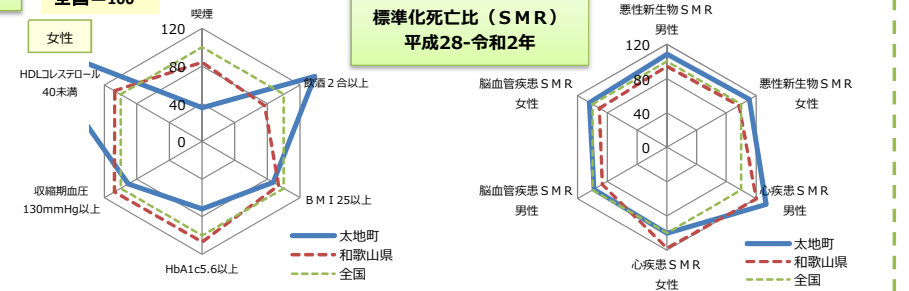 全国＝100
女性
喫煙
飲酒２合以上
ＢＭＩ25以上
HbA1c5.6以上
収縮期血圧
130mmHg以上
HDLコレステロール
40未満
120
80
40
0
太地町
和歌山県
全国
標準化死亡比（ＳＭＲ）
平成28-令和2年
悪性新生物ＳＭＲ
男性
悪性新生物ＳＭＲ
女性
心疾患ＳＭＲ
男性
心疾患ＳＭＲ
女性
脳血管疾患ＳＭＲ
男性
脳血管疾患ＳＭＲ
女性
120
80
40
0
太地町
和歌山県
全国